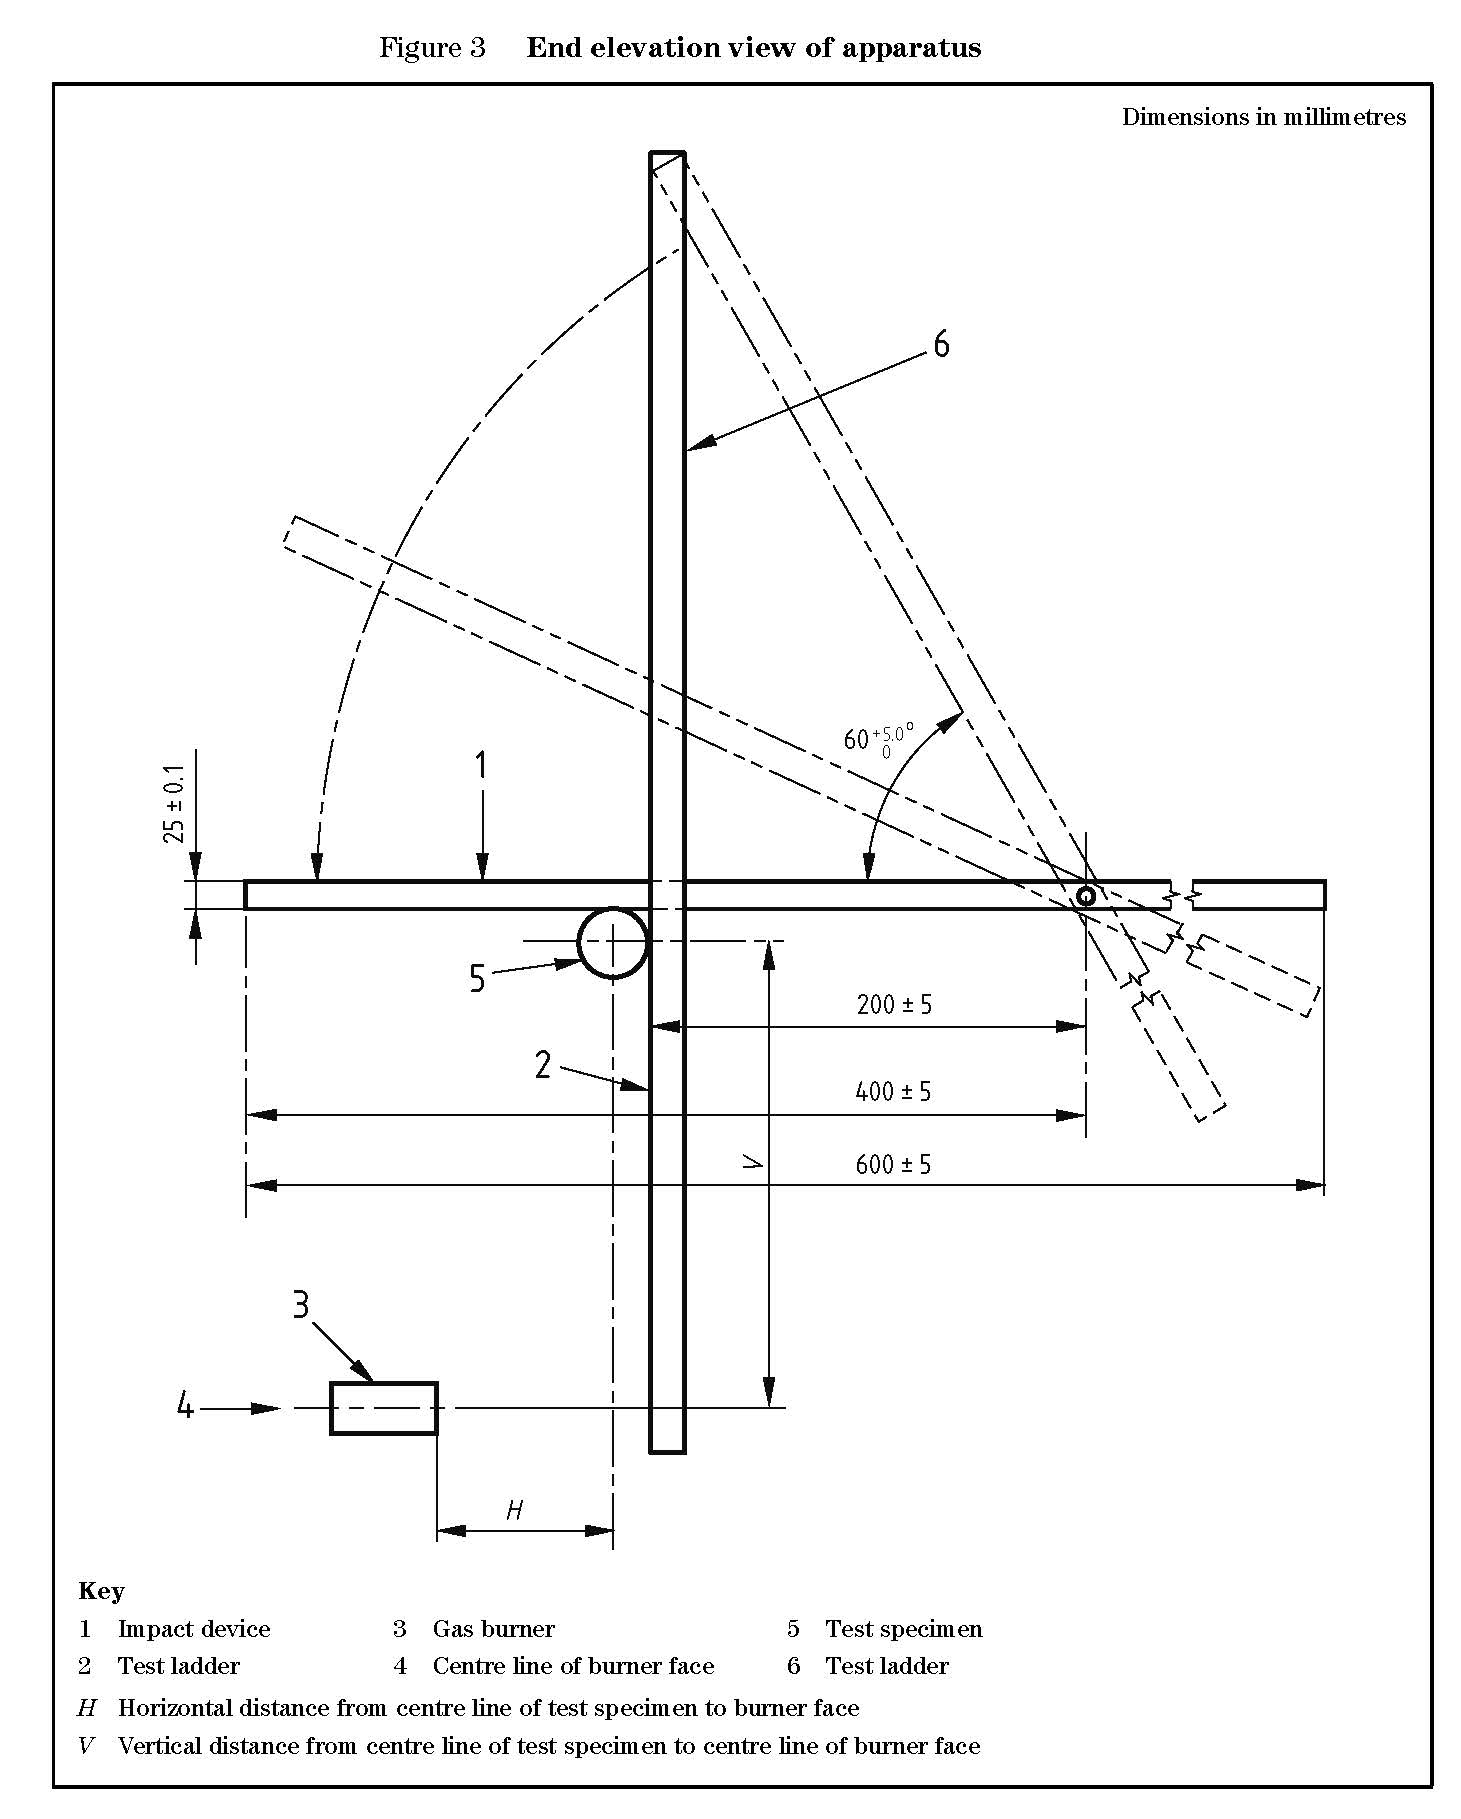 Figure 3 End elevation view of apparatus
Dimensions in millimetres
6
60 +5.0° 0
1
25 ± 0.1
5
200 ± 5
2
400 ± 5
V
600 ± 5
3
4
H
Key
1 Impact device 3 Gas burner 5 Test specimen
2 Test ladder 4 Centre line of burner face 6 Test ladder
H Horizontal distance from centre line of test specimen to burner face
V Vertical distance from centre line of test specimen to centre line of burner face